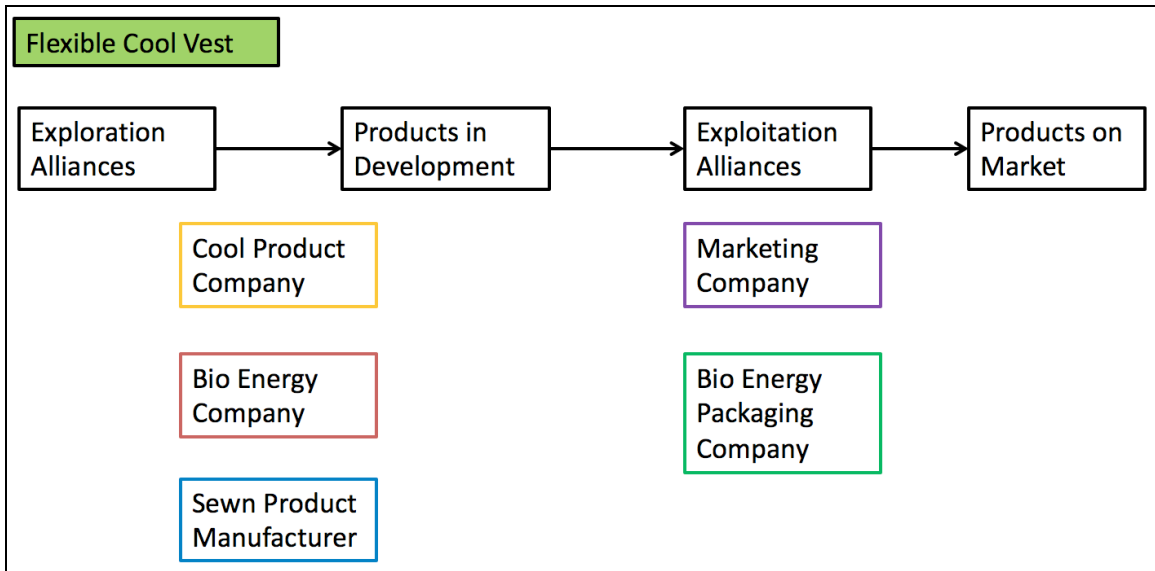 Flexible Cool Vest
Exploration
Alliances
Products in
Development
Exploitation
Alliances
Products on
Market
Cool Product
Company
Marketing
Company
Bio Energy
Company
Bio Energy
Packaging
Company
Sewn Product
Manufacturer